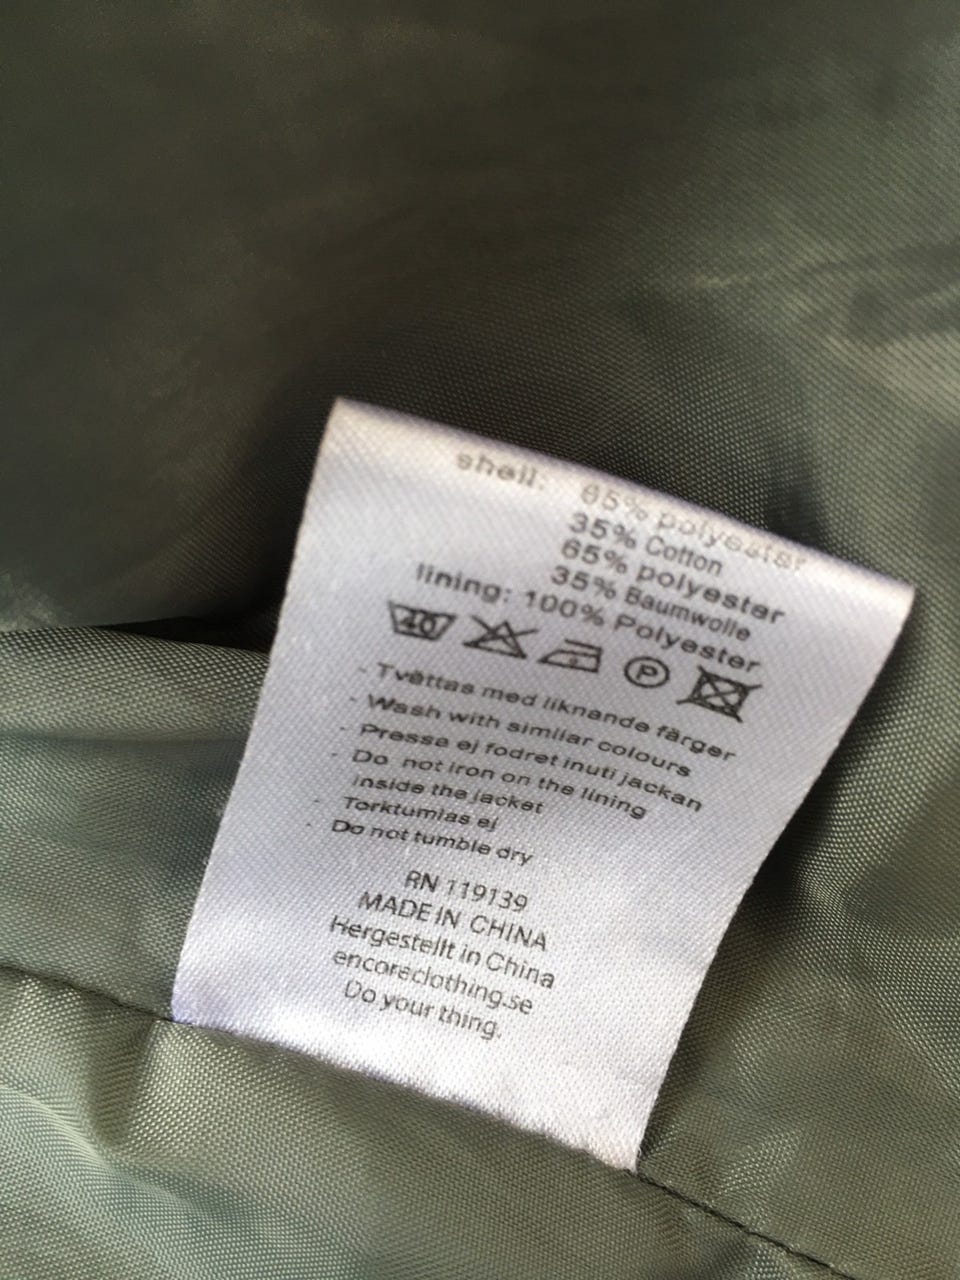 shell: 65% polyester
35% Cotton
65% polyester
35% Baumwolle
lining: 100% Polyester
40 P
- Tvättas med liknande färger
- Wash with similar colours
- Pressa ej fodret inuti jackan
- Do not iron on the lining
inside the jacket
- Torktumlas ej
- Do not tumble dry
RN 119139
MADE IN CHINA
Hergestellt in China
encoreclothing.se
Do your thing.